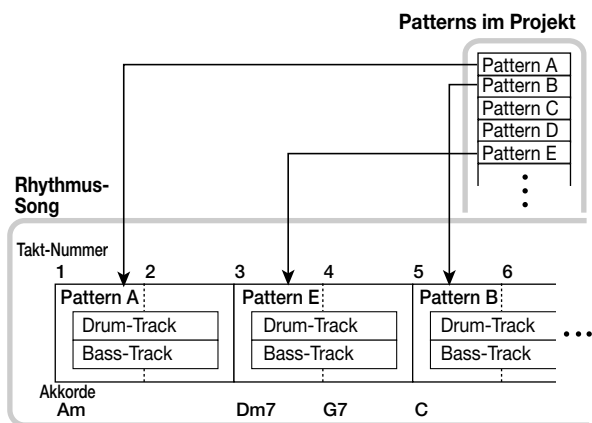 Patterns im Projekt
Pattern A
Pattern B
Pattern C
Pattern D
Pattern E
Rhythmus-
Song
Takt-Nummer
1 2 3 4 5 6
Pattern A Pattern E Pattern B
Drum-Track Drum-Track Drum-Track
Bass-Track Bass-Track Bass-Track
Akkorde
Am Dm7 G7 C